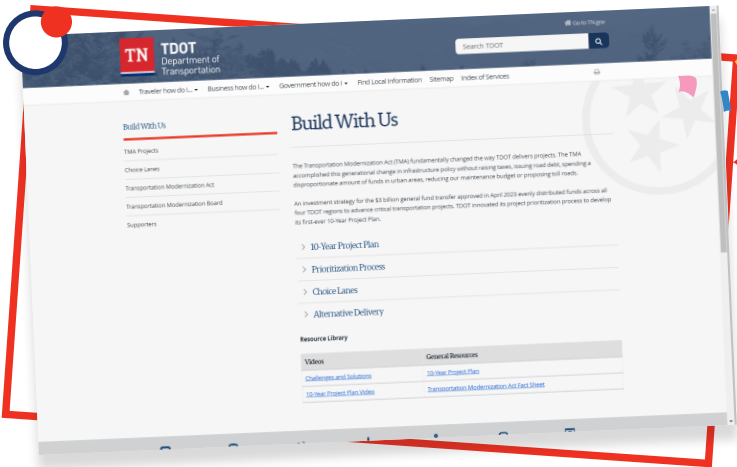 Go to TN.gov
TN
TDOT
Department of
Transportation
Search TDOT
Traveler how do I... Business how do I... Government how do I Find Local Information Sitemap Index of Services
Build With Us
TMA Projects
Choice Lanes
Transportation Modernization Act
Transportation Modernization Board
Supporters
Build With Us
The Transportation Modernization Act (TMA) fundamentally changed the way TDOT delivers projects. The TMA
accomplished this generational change in infrastructure policy without raising taxes, issuing road debt, spending a
disproportionate amount of funds in urban areas, reducing our maintenance budget or proposing toll roads.
An investment strategy for the $3 billion general fund transfer approved in April 2023 evenly distributed funds across all
four TDOT regions to advance critical transportation projects. TDOT innovated its project prioritization process to develop
its first-ever 10-Year Project Plan.
10-Year Project Plan
Prioritization Process
Choice Lanes
Alternative Delivery
Resource Library
Videos General Resources
Challenges and Solutions 10-Year Project Plan
10-Year Project Plan Video Transportation Modernization Act Fact Sheet